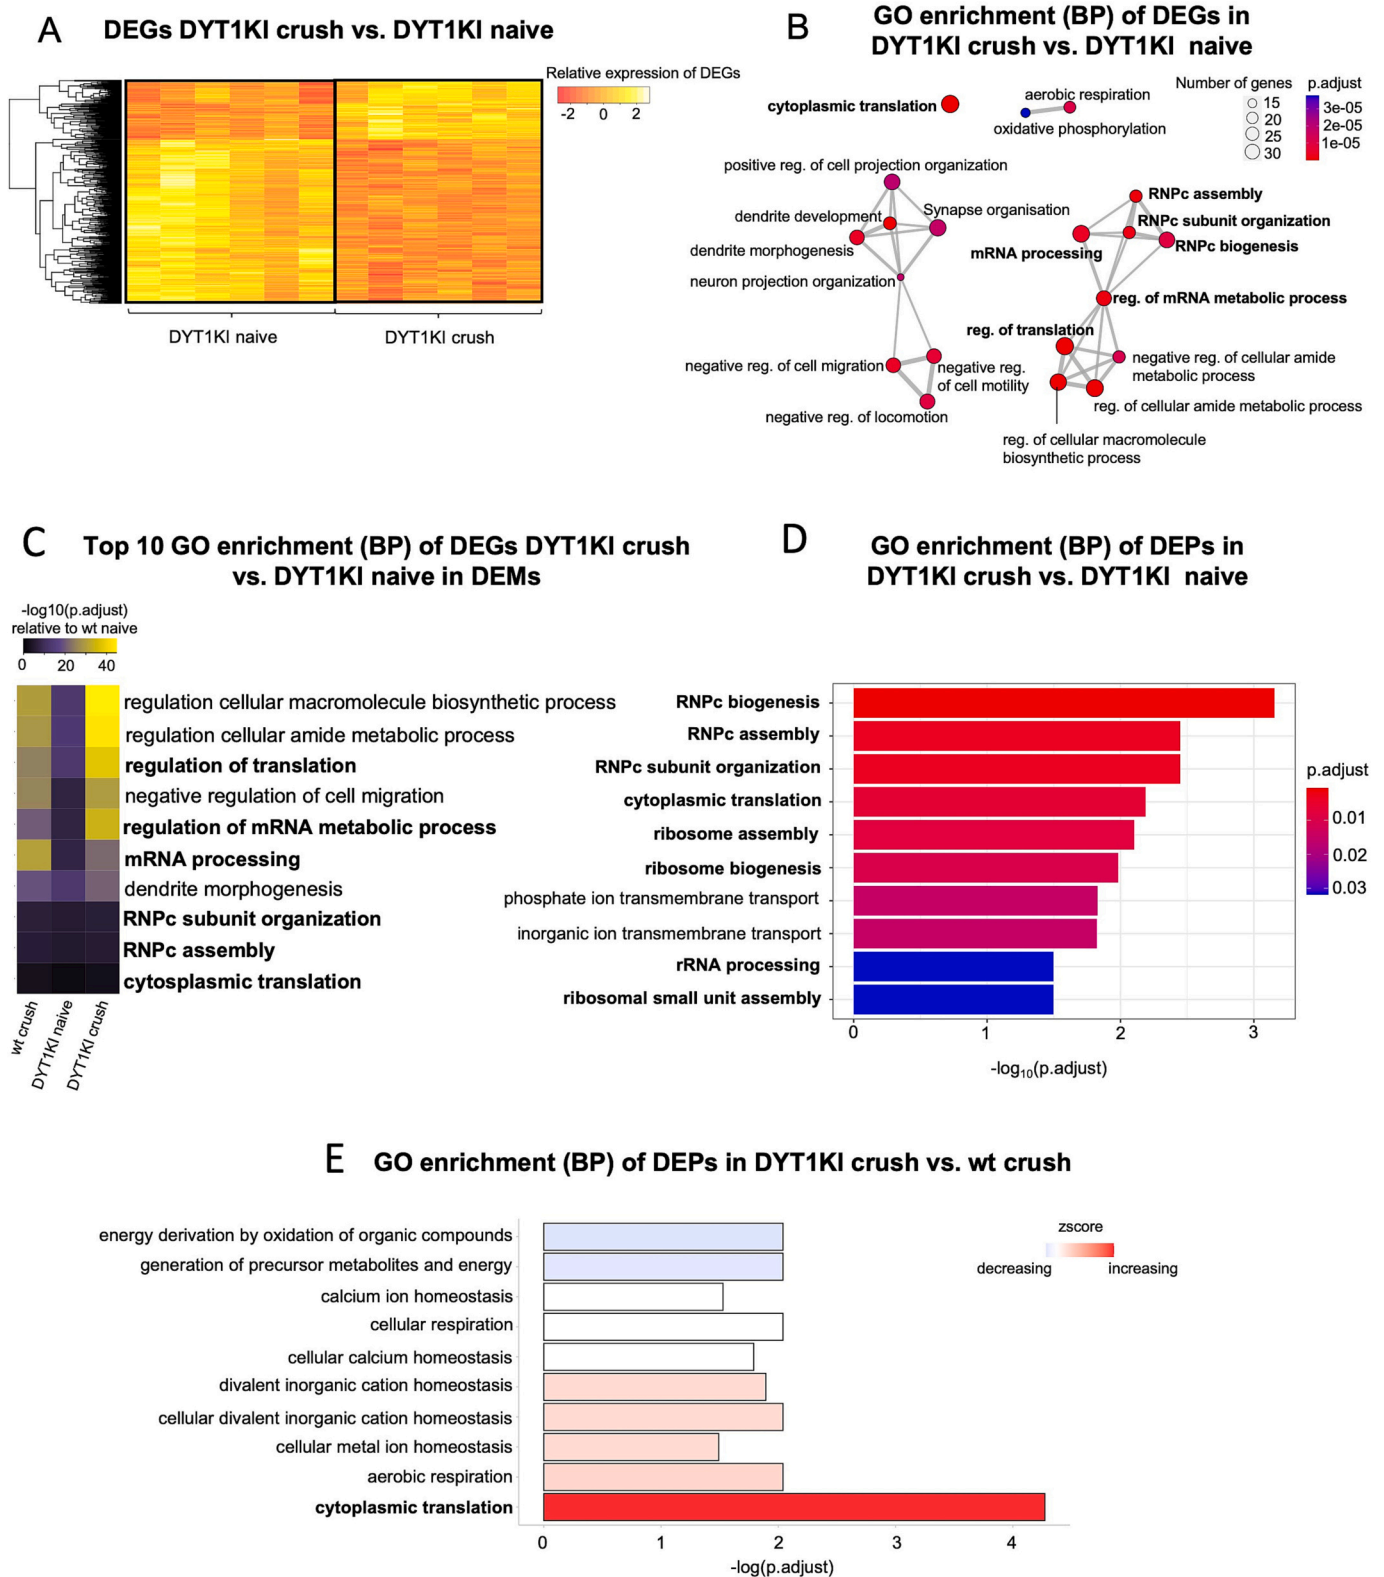 A
DEGs DYT1KI crush vs. DYT1KI naive
Relative expression of DEGs
-2 0 2
DYT1KI naive
DYT1KI crush
B
GO enrichment (BP) of DEGs in
DYT1KI crush vs. DYT1KI naive
Number of genes
15
20
25
30
p.adjust
3e-05
2e-05
1e-05
cytoplasmic translation
aerobic respiration
oxidative phosphorylation
positive reg. of cell projection organization
dendrite development
Synapse organisation
dendrite morphogenesis
neuron projection organization
negative reg. of cell migration
negative reg.
of cell motility
negative reg. of locomotion
RNPc assembly
RNPc subunit organization
mRNA processing
RNPc biogenesis
reg. of mRNA metabolic process
reg. of translation
negative reg. of cellular amide
metabolic process
reg. of cellular amide metabolic process
reg. of cellular macromolecule
biosynthetic process
C
Top 10 GO enrichment (BP) of DEGs DYT1KI crush
vs. DYT1KI naive in DEMs
-log10(p.adjust)
relative to wt naive
0 20 40
regulation cellular macromolecule biosynthetic process
regulation cellular amide metabolic process
regulation of translation
negative regulation of cell migration
regulation of mRNA metabolic process
mRNA processing
dendrite morphogenesis
RNPc subunit organization
RNPc assembly
cytosplasmic translation
wt crush
DYT1KI naive
DYT1KI crush
D
GO enrichment (BP) of DEPs in
DYT1KI crush vs. DYT1KI naive
RNPc biogenesis
RNPc assembly
RNPc subunit organization
cytoplasmic translation
ribosome assembly
ribosome biogenesis
phosphate ion transmembrane transport
inorganic ion transmembrane transport
rRNA processing
ribosomal small unit assembly
0 1 2 3
-log10(p.adjust)
p.adjust
0.01
0.02
0.03
E
GO enrichment (BP) of DEPs in DYT1KI crush vs. wt crush
energy derivation by oxidation of organic compounds
generation of precursor metabolites and energy
calcium ion homeostasis
cellular respiration
cellular calcium homeostasis
divalent inorganic cation homeostasis
cellular divalent inorganic cation homeostasis
cellular metal ion homeostasis
aerobic respiration
cytoplasmic translation
0 1 2 3 4
-log(p.adjust)
zscore
decreasing increasing